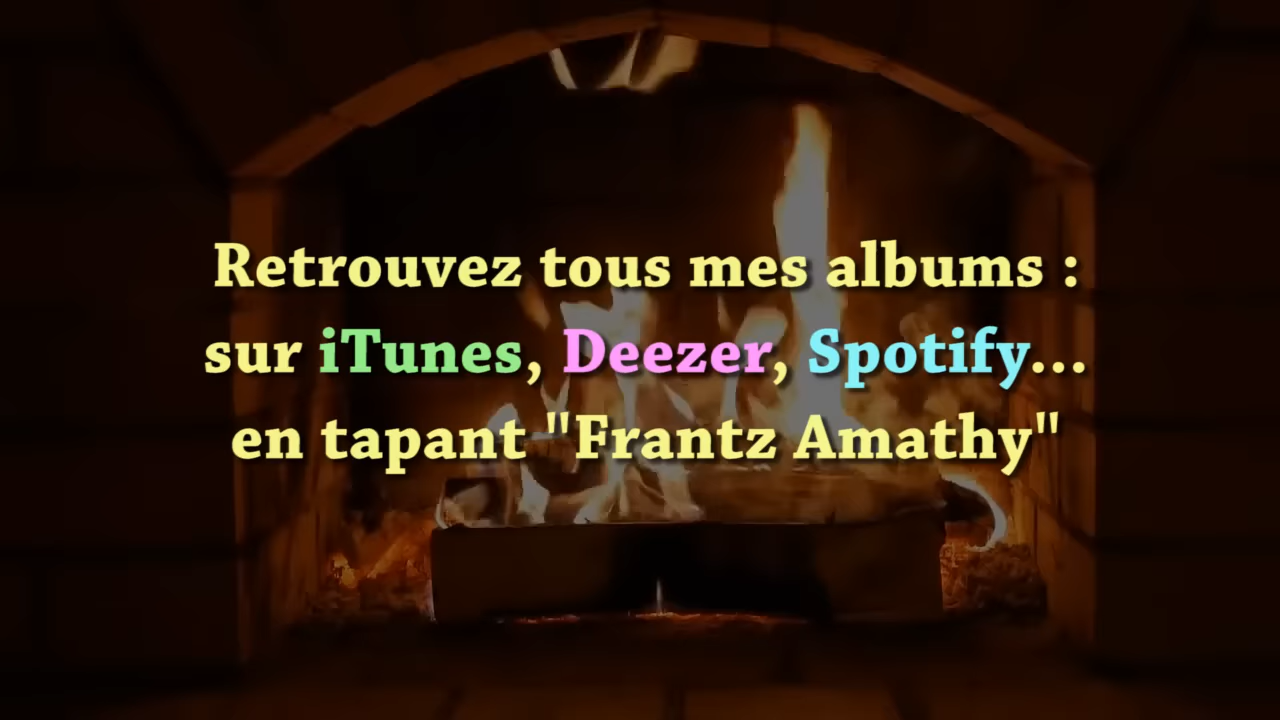 Retrouvez tous mes albums :
sur iTunes, Deezer, Spotify...
en tapant "Frantz Amathy"